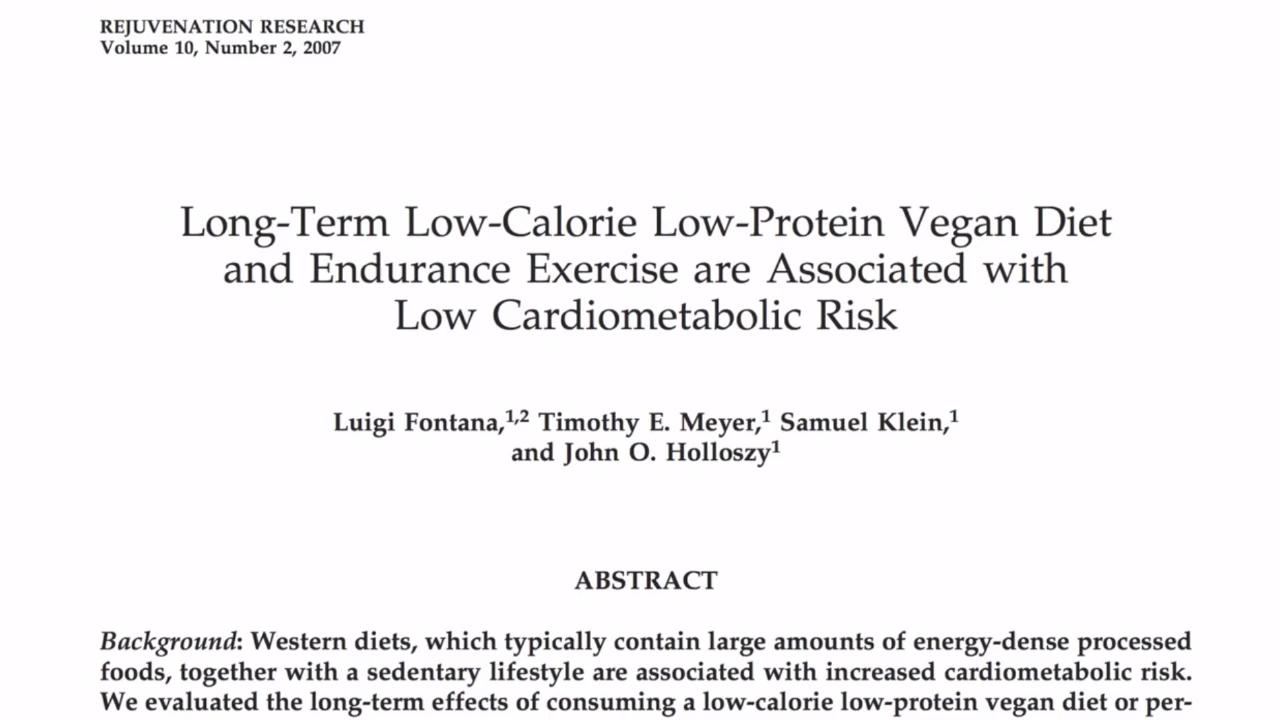 REJUVENATION RESEARCH
Volume 10, Number 2, 2007
Long-Term Low-Calorie Low-Protein Vegan Diet
and Endurance Exercise are Associated with
Low Cardiometabolic Risk
Luigi Fontana,1,2 Timothy E. Meyer,1 Samuel Klein,1
and John O. Holloszy1
ABSTRACT
Background: Western diets, which typically contain large amounts of energy-dense processed
foods, together with a sedentary lifestyle are associated with increased cardiometabolic risk.
We evaluated the long-term effects of consuming a low-calorie low-protein vegan diet or per-